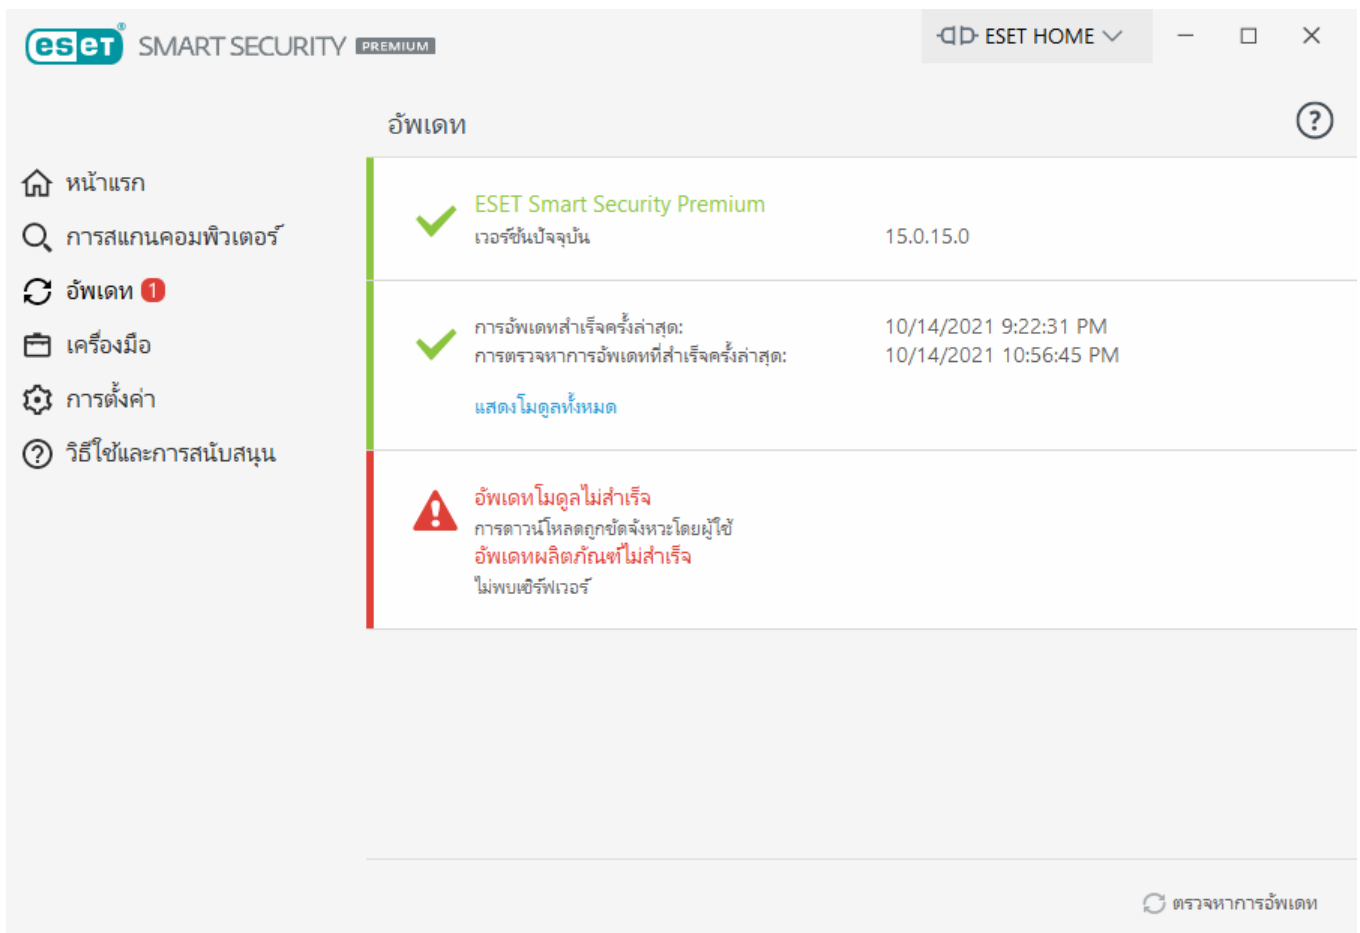 eset® SMART SECURITY PREMIUM
ESET HOME
อัพเดท
?
หน้าแรก
การสแกนคอมพิวเตอร์
อัพเดท 1
เครื่องมือ
การตั้งค่า
วิธีใช้และการสนับสนุน
ESET Smart Security Premium
เวอร์ชันปัจจุบัน 15.0.15.0
การอัพเดทสำเร็จครั้งล่าสุด: 10/14/2021 9:22:31 PM
การตรวจหาการอัพเดทที่สำเร็จครั้งล่าสุด: 10/14/2021 10:56:45 PM
แสดงโมดูลทั้งหมด
อัพเดทโมดูลไม่สำเร็จ
การดาวน์โหลดถูกขัดจังหวะโดยผู้ใช้
อัพเดทผลิตภัณฑ์ไม่สำเร็จ
ไม่พบเซิร์ฟเวอร์
ตรวจหาการอัพเดท